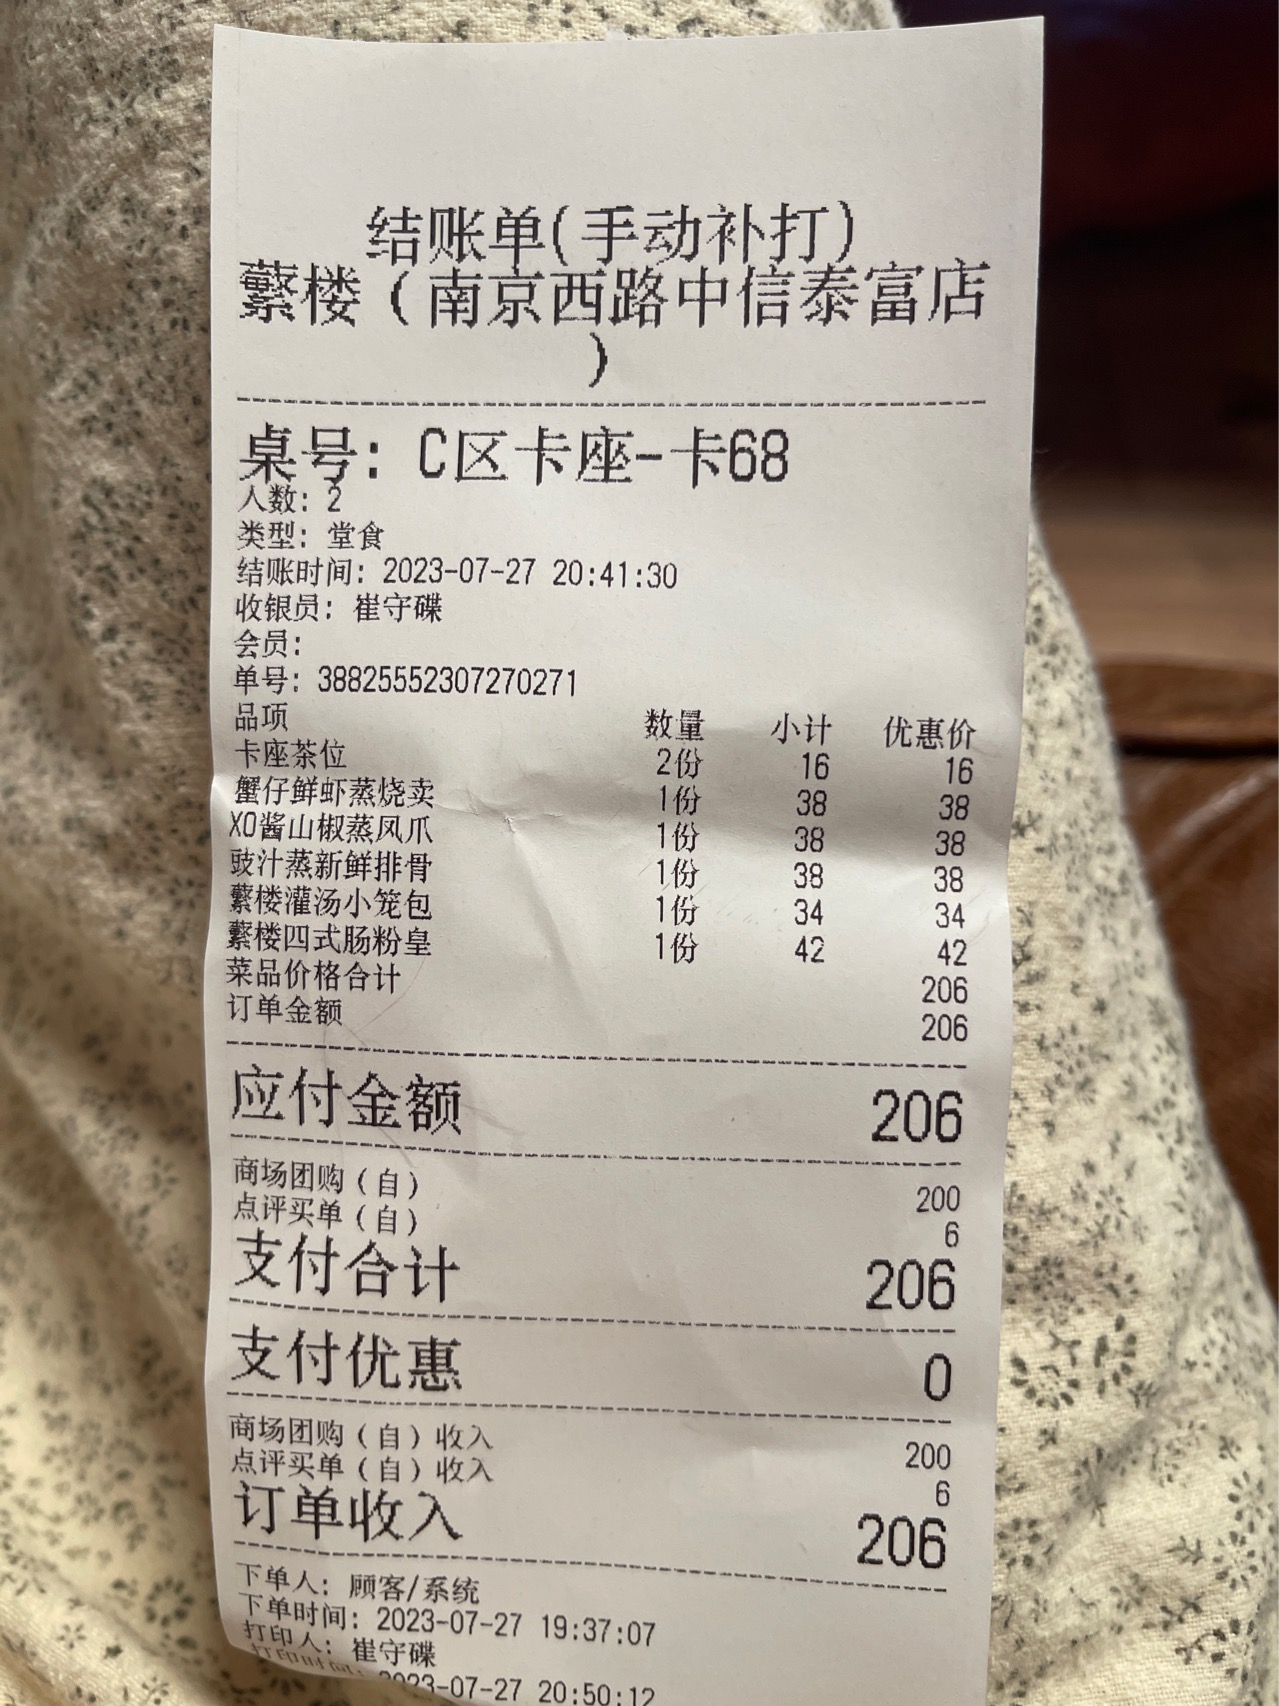 结账单(手动补打)
蘩楼(南京西路中信泰富店
)
桌号: C区卡座-卡68
人数: 2
类型: 堂食
结账时间: 2023-07-27 20:41:30
收银员: 崔守碟
会员:
单号: 38825552307270271
品项 数量 小计 优惠价
卡座茶位 2份 16 16
蟹仔鲜虾蒸烧卖 1份 38 38
XO酱山椒蒸凤爪 1份 38 38
豉汁蒸新鲜排骨 1份 38 38
蘩楼灌汤小笼包 1份 34 34
蘩楼四式肠粉皇 1份 42 42
菜品价格合计 206
订单金额 206
应付金额 206
商场团购(自) 200
点评买单(自) 6
支付合计 206
支付优惠 0
商场团购(自)收入 200
点评买单(自)收入 6
订单收入 206
下单人: 顾客/系统
下单时间: 2023-07-27 19:37:07
打印人: 崔守碟
打印时间: 2023-07-27 20:50:12